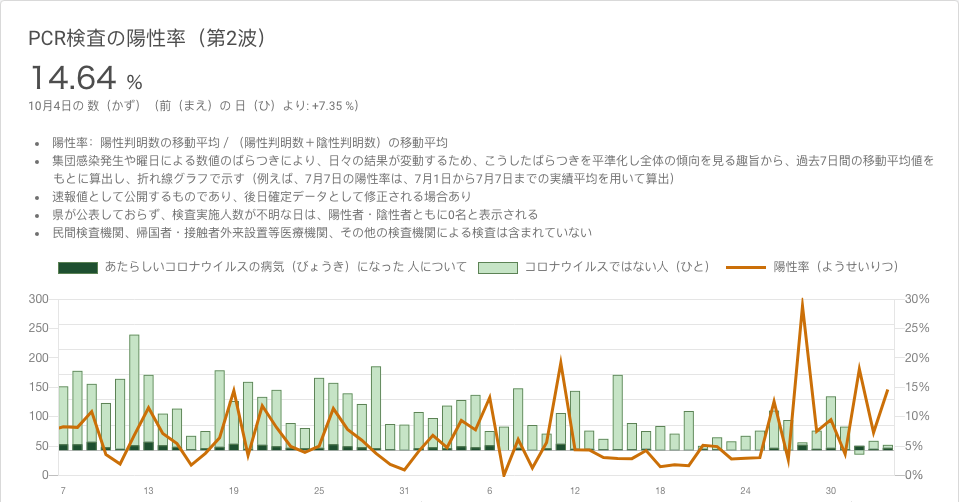 PCR検査の陽性率（第2波）
14.64 %
10月4日の 数（かず）（前（まえ）の 日（ひ）より: +7.35 %）
• 陽性率：陽性判明数の移動平均 / （陽性判明数＋陰性判明数）の移動平均
• 集団感染発生や曜日による数値のばらつきにより、日々の結果が変動するため、こうしたばらつきを平準化し全体の傾向を見る趣旨から、過去7日間の移動平均値を
もとに算出し、折れ線グラフで示す（例えば、7月7日の陽性率は、7月1日から7月7日までの実績平均を用いて算出）
• 速報値として公開するものであり、後日確定データとして修正される場合あり
• 県が公表しておらず、検査実施人数が不明な日は、陽性者・陰性者ともに0名と表示される
• 民間検査機関、帰国者・接触者外来設置等医療機関、その他の検査機関による検査は含まれていない
あたらしいコロナウイルスの病気（びょうき）になった 人について コロナウイルスではない人（ひと） 陽性率（ようせいりつ）
300 30%
250 25%
200 20%
150 15%
100 10%
50 5%
0 0%
7 13 19 25 31 6 12 18 24 30